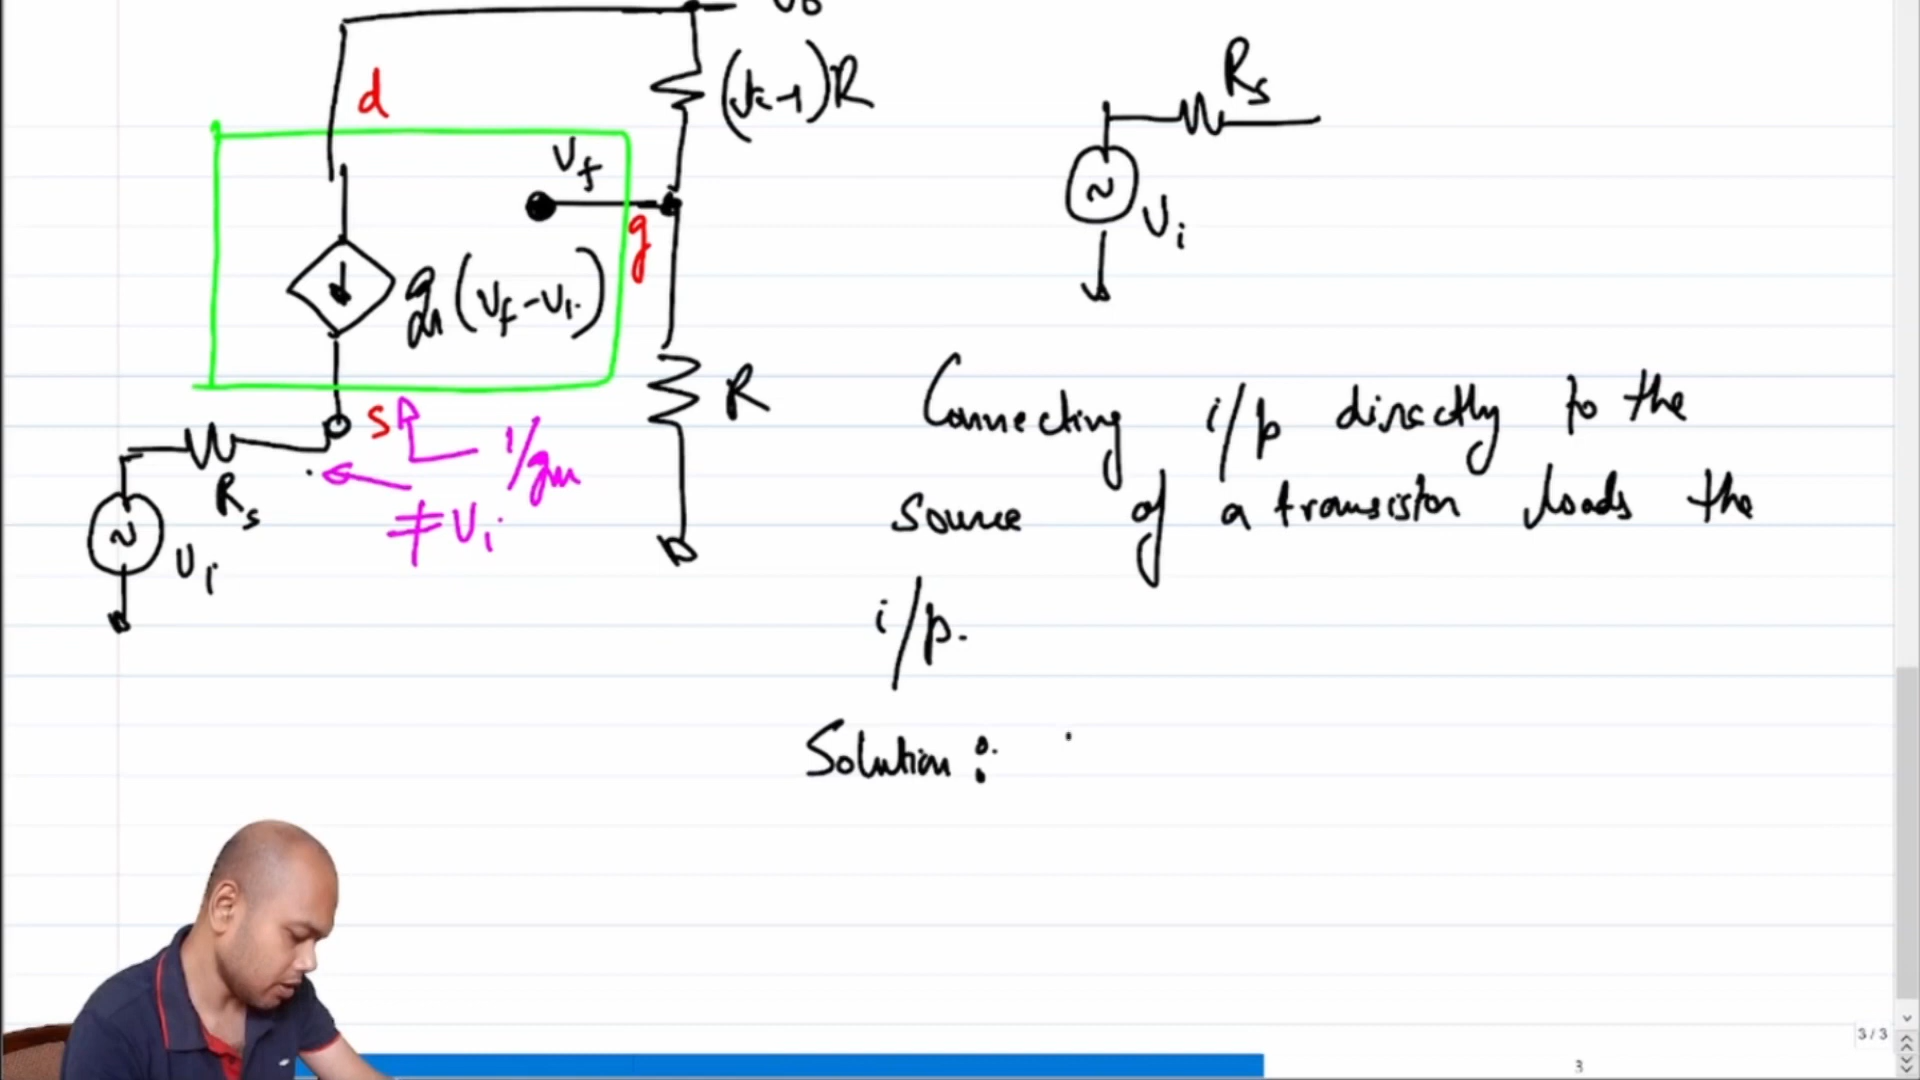 d
(k-1)R
Vf
g
gm(Vf-Vi)
R
s
1/gm
≠Vi
Rs
Vi
Rs
Vi
Connecting i/p directly to the
source of a transistor loads the
i/p.
Solution :
3/3
3